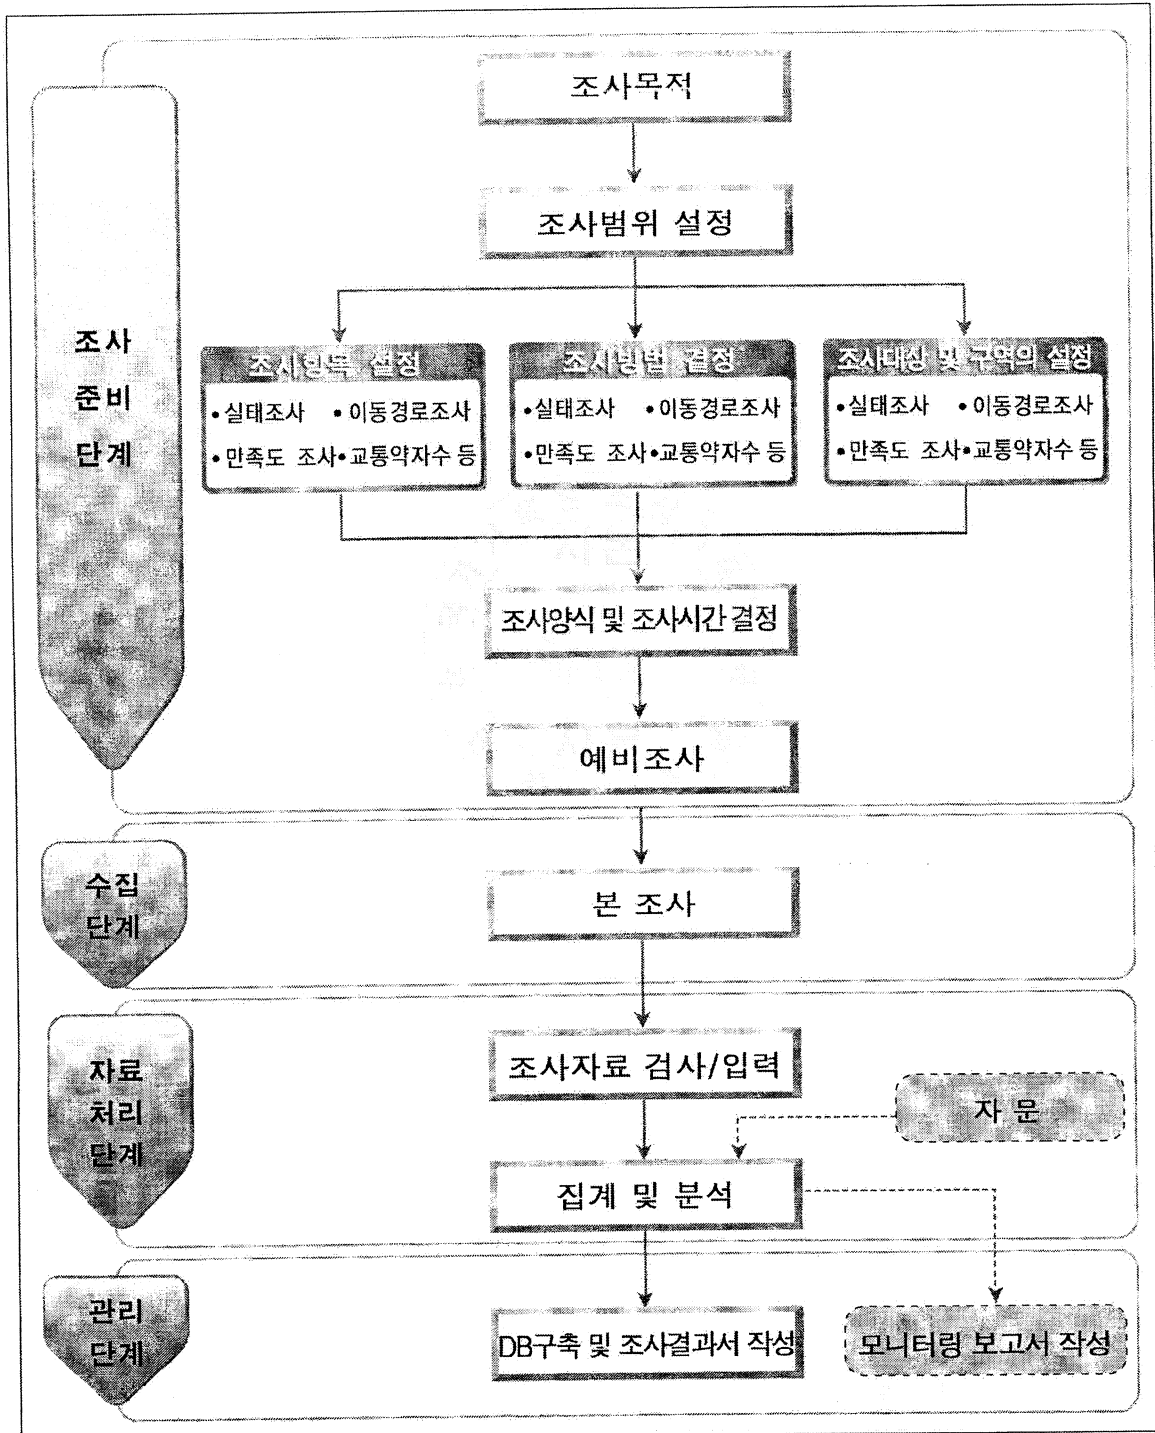 조사목적
조사범위 설정
조사
준비
단계
조사항목 설정
• 실태조사 • 이동경로조사
• 만족도 조사 • 교통약자수 등
조사방법 결정
• 실태조사 • 이동경로조사
• 만족도 조사 • 교통약자수 등
조사대상 및 구역의 설정
• 실태조사 • 이동경로조사
• 만족도 조사 • 교통약자수 등
조사양식 및 조사시간 결정
예비조사
수집
단계
본 조사
자료
처리
단계
조사자료 검사/입력
자 문
집계 및 분석
관리
단계
DB구축 및 조사결과서 작성
모니터링 보고서 작성